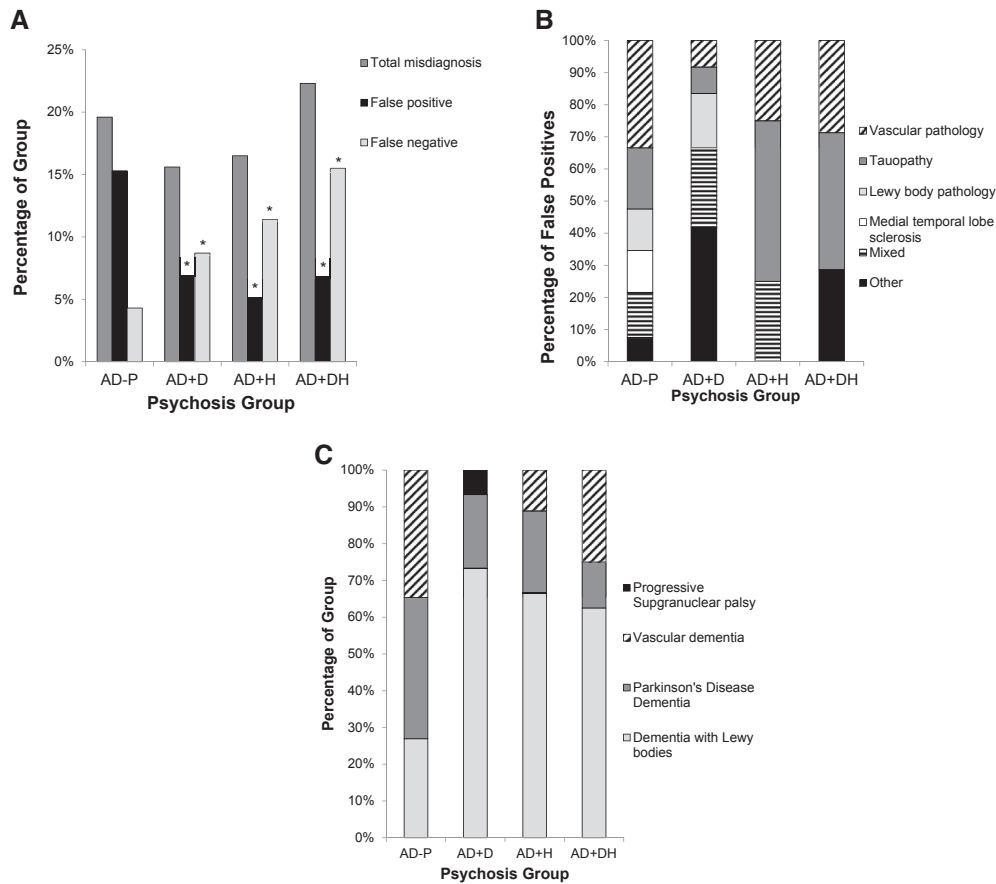 A
25%
20%
15%
10%
5%
0%
Percentage of Group
* * * * * *
AD-P AD+D AD+H AD+DH
Psychosis Group
Total misdiagnosis
False positive
False negative
B
100%
90%
80%
70%
60%
50%
40%
30%
20%
10%
0%
Percentage of False Positives
AD-P AD+D AD+H AD+DH
Psychosis Group
Vascular pathology
Tauopathy
Lewy body pathology
Medial temporal lobe
sclerosis
Mixed
Other
C
100%
90%
80%
70%
60%
50%
40%
30%
20%
10%
0%
Percentage of Group
AD-P AD+D AD+H AD+DH
Psychosis Group
Progressive
Supgranuclear palsy
Vascular dementia
Parkinson's Disease
Dementia
Dementia with Lewy
bodies